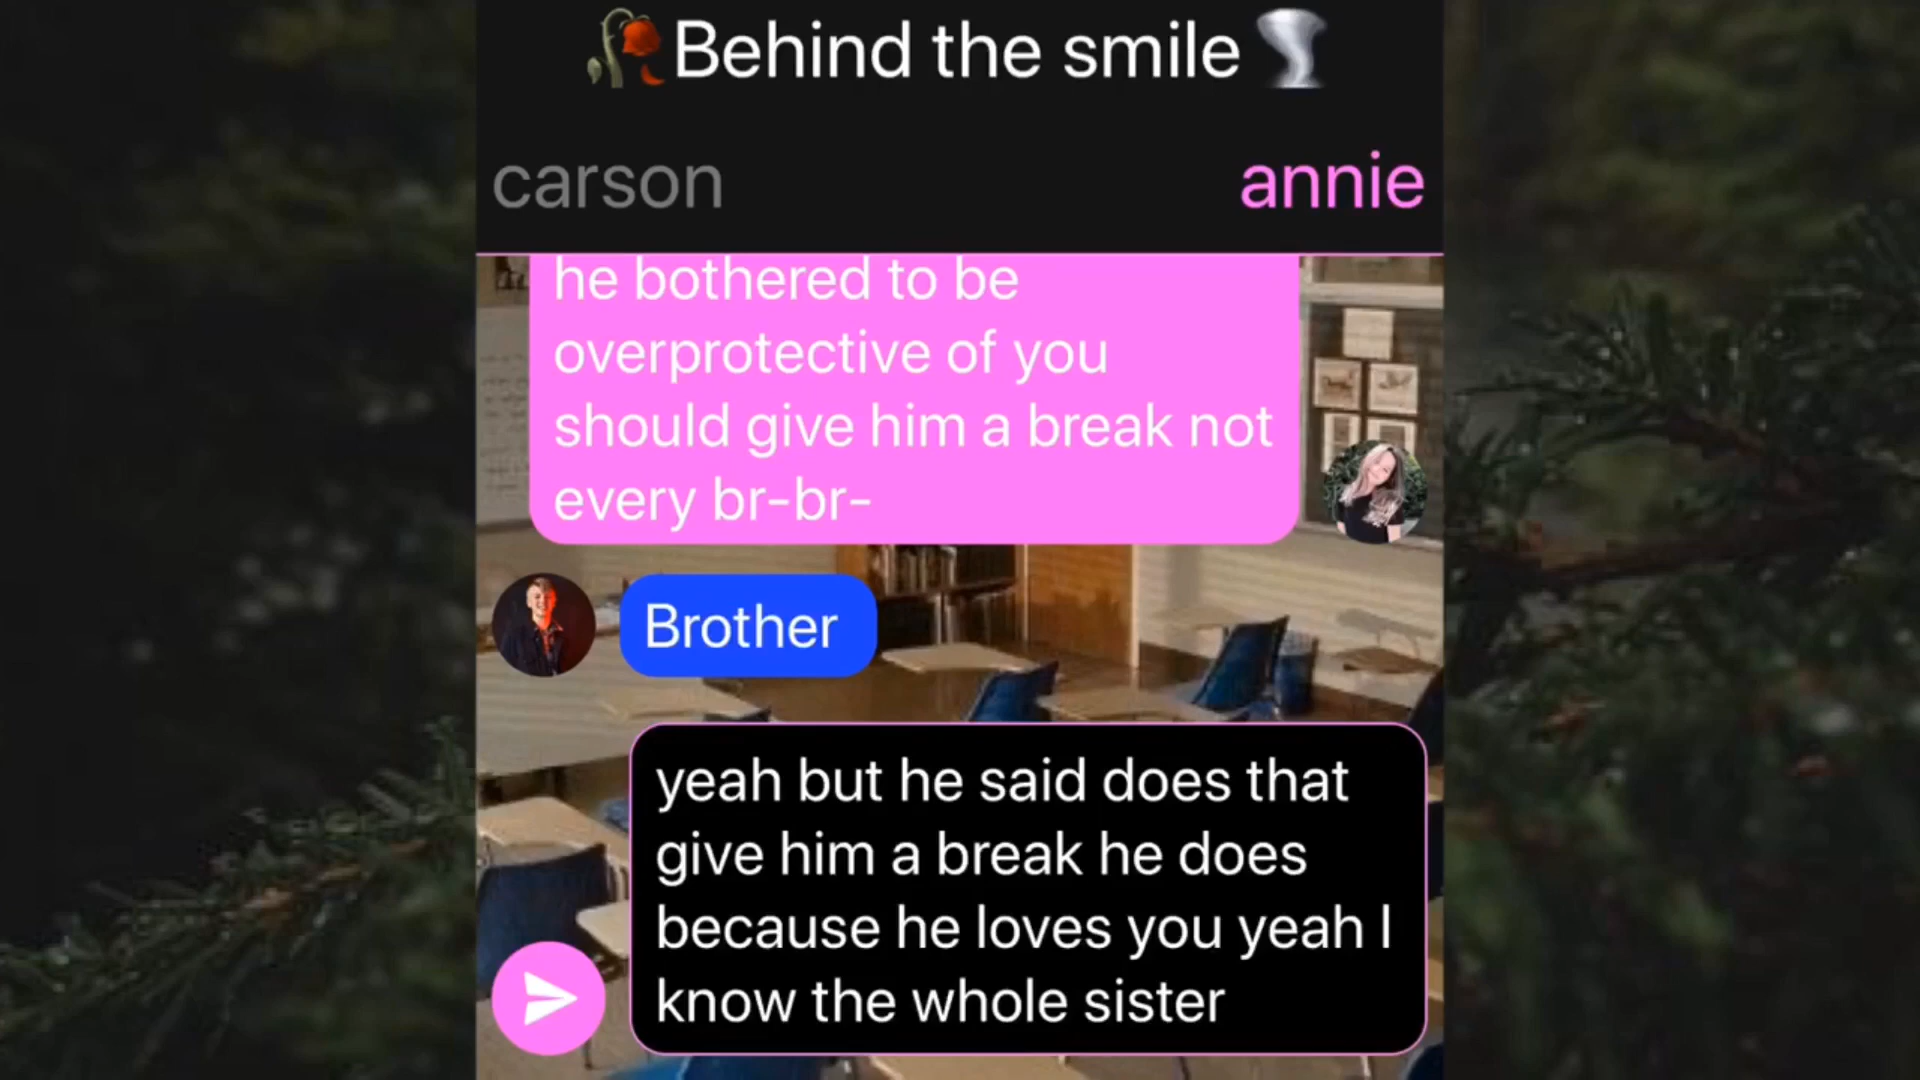 Behind the smile
carson
annie
he bothered to be
overprotective of you
should give him a break not
every br-br-
Brother
yeah but he said does that
give him a break he does
because he loves you yeah I
know the whole sister